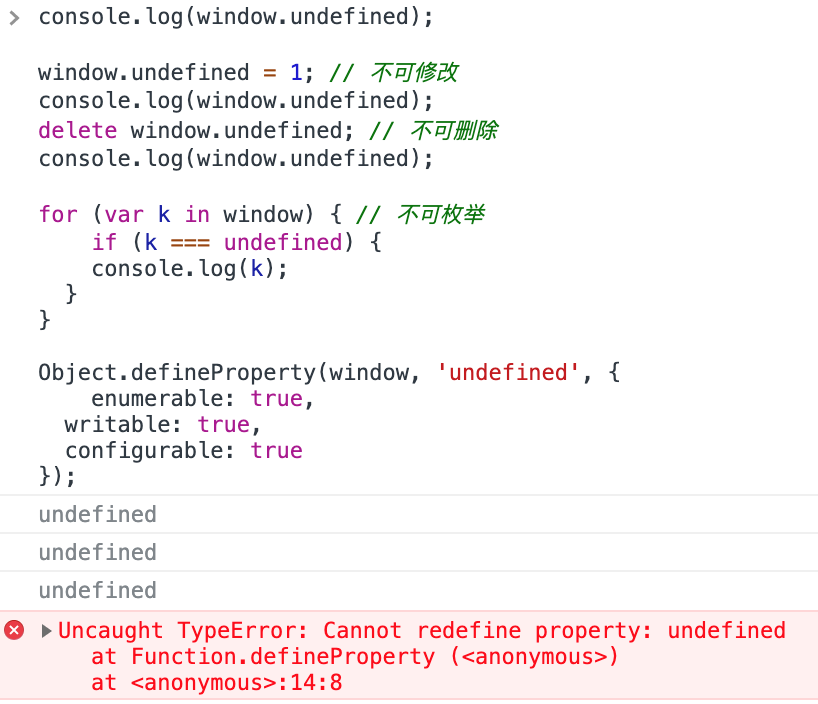 console.log(window.undefined);

window.undefined = 1; // 不可修改
console.log(window.undefined);
delete window.undefined; // 不可删除
console.log(window.undefined);

for (var k in window) { // 不可枚举
    if (k === undefined) {
    console.log(k);
  }
}

Object.defineProperty(window, 'undefined', {
    enumerable: true,
  writable: true,
  configurable: true
});
undefined
undefined
undefined
Uncaught TypeError: Cannot redefine property: undefined
    at Function.defineProperty (<anonymous>)
    at <anonymous>:14:8